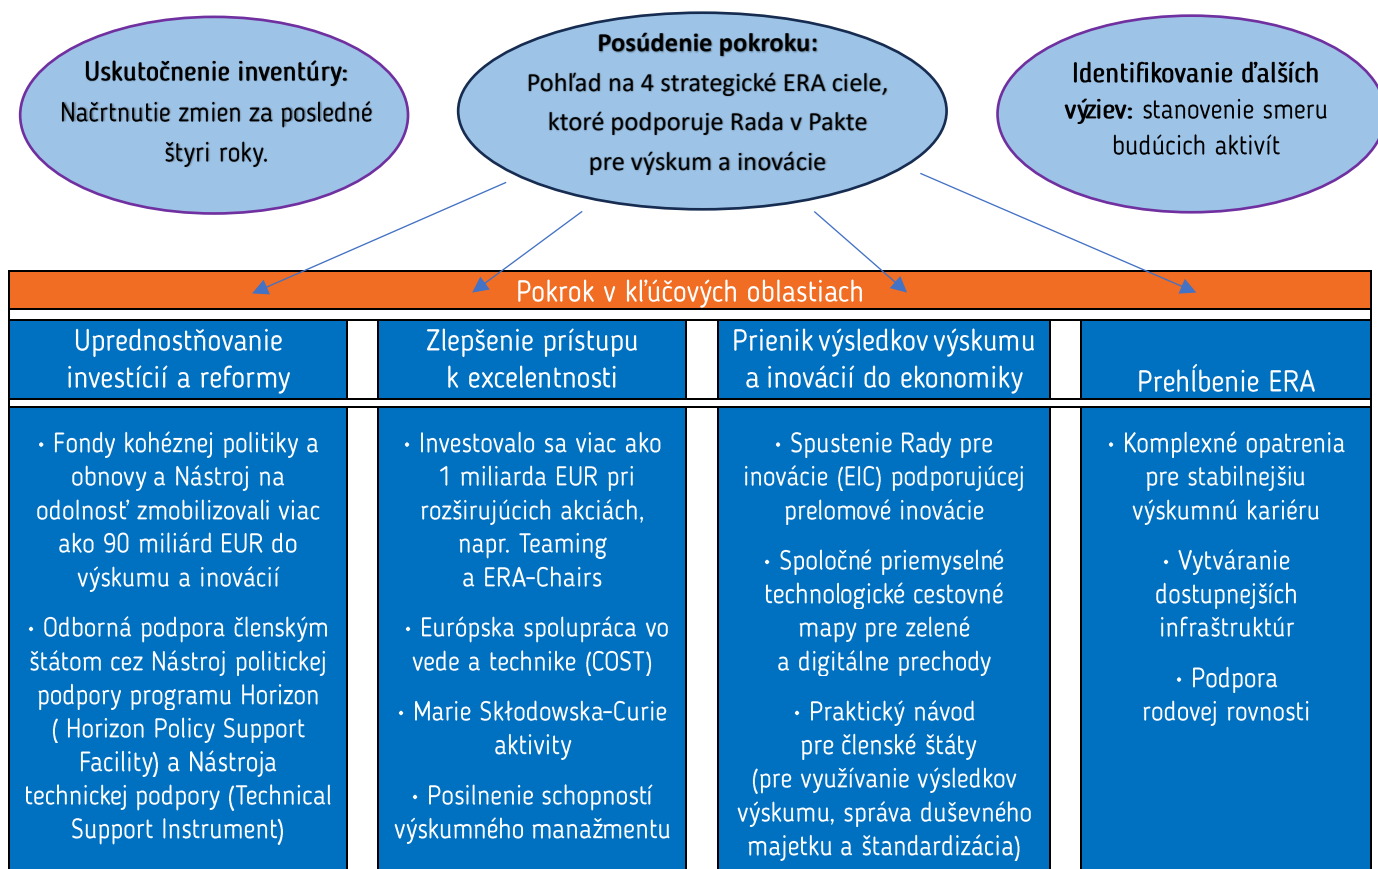 Uskutočnenie inventúry:
Načrtnutie zmien za posledné
štyri roky.
Posúdenie pokroku:
Pohľad na 4 strategické ERA ciele,
ktoré podporuje Rada v Pakte
pre výskum a inovácie
Identifikovanie ďalších
výziev: stanovenie smeru
budúcich aktivít
Pokrok v kľúčových oblastiach
Uprednostňovanie
investícií a reformy
• Fondy kohéznej politiky a
obnovy a Nástroj na
odolnosť zmobilizovali viac
ako 90 miliárd EUR do
výskumu a inovácií
• Odborná podpora členským
štátom cez Nástroj politickej
podpory programu Horizon
( Horizon Policy Support
Facility) a Nástroja
technickej podpory (Technical
Support Instrument)
Zlepšenie prístupu
k excelentnosti
• Investovalo sa viac ako
1 miliarda EUR pri
rozširujúcich akciách,
napr. Teaming
a ERA-Chairs
• Európska spolupráca vo
vede a technike (COST)
• Marie Skłodowska-Curie
aktivity
• Posilnenie schopností
výskumného manažmentu
Prienik výsledkov výskumu
a inovácií do ekonomiky
• Spustenie Rady pre
inovácie (EIC) podporujúcej
prelomové inovácie
• Spoločné priemyselné
technologické cestovné
mapy pre zelené
a digitálne prechody
• Praktický návod
pre členské štáty
(pre využívanie výsledkov
výskumu, správa duševného
majetku a štandardizácia)
Prehĺbenie ERA
• Komplexné opatrenia
pre stabilnejšiu
výskumnú kariéru
• Vytváranie
dostupnejších
infraštruktúr
• Podpora
rodovej rovnosti